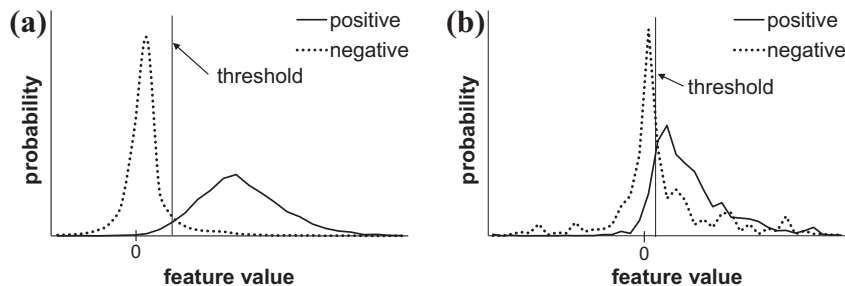 (a)
positive
negative
threshold
probability
0
feature value
(b)
positive
negative
threshold
probability
0
feature value